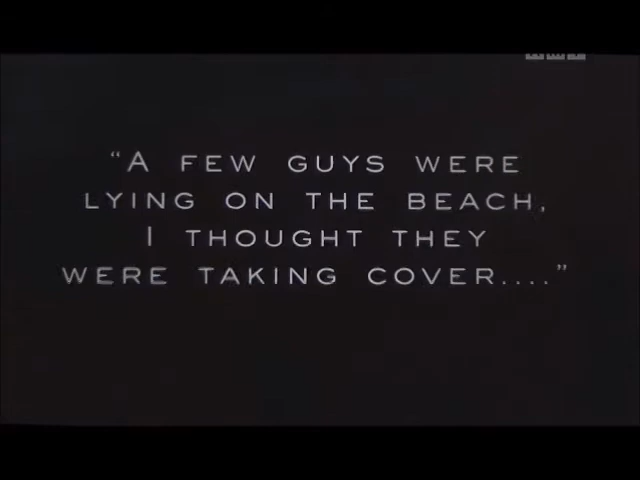 “A FEW GUYS WERE
LYING ON THE BEACH,
I THOUGHT THEY
WERE TAKING COVER....”